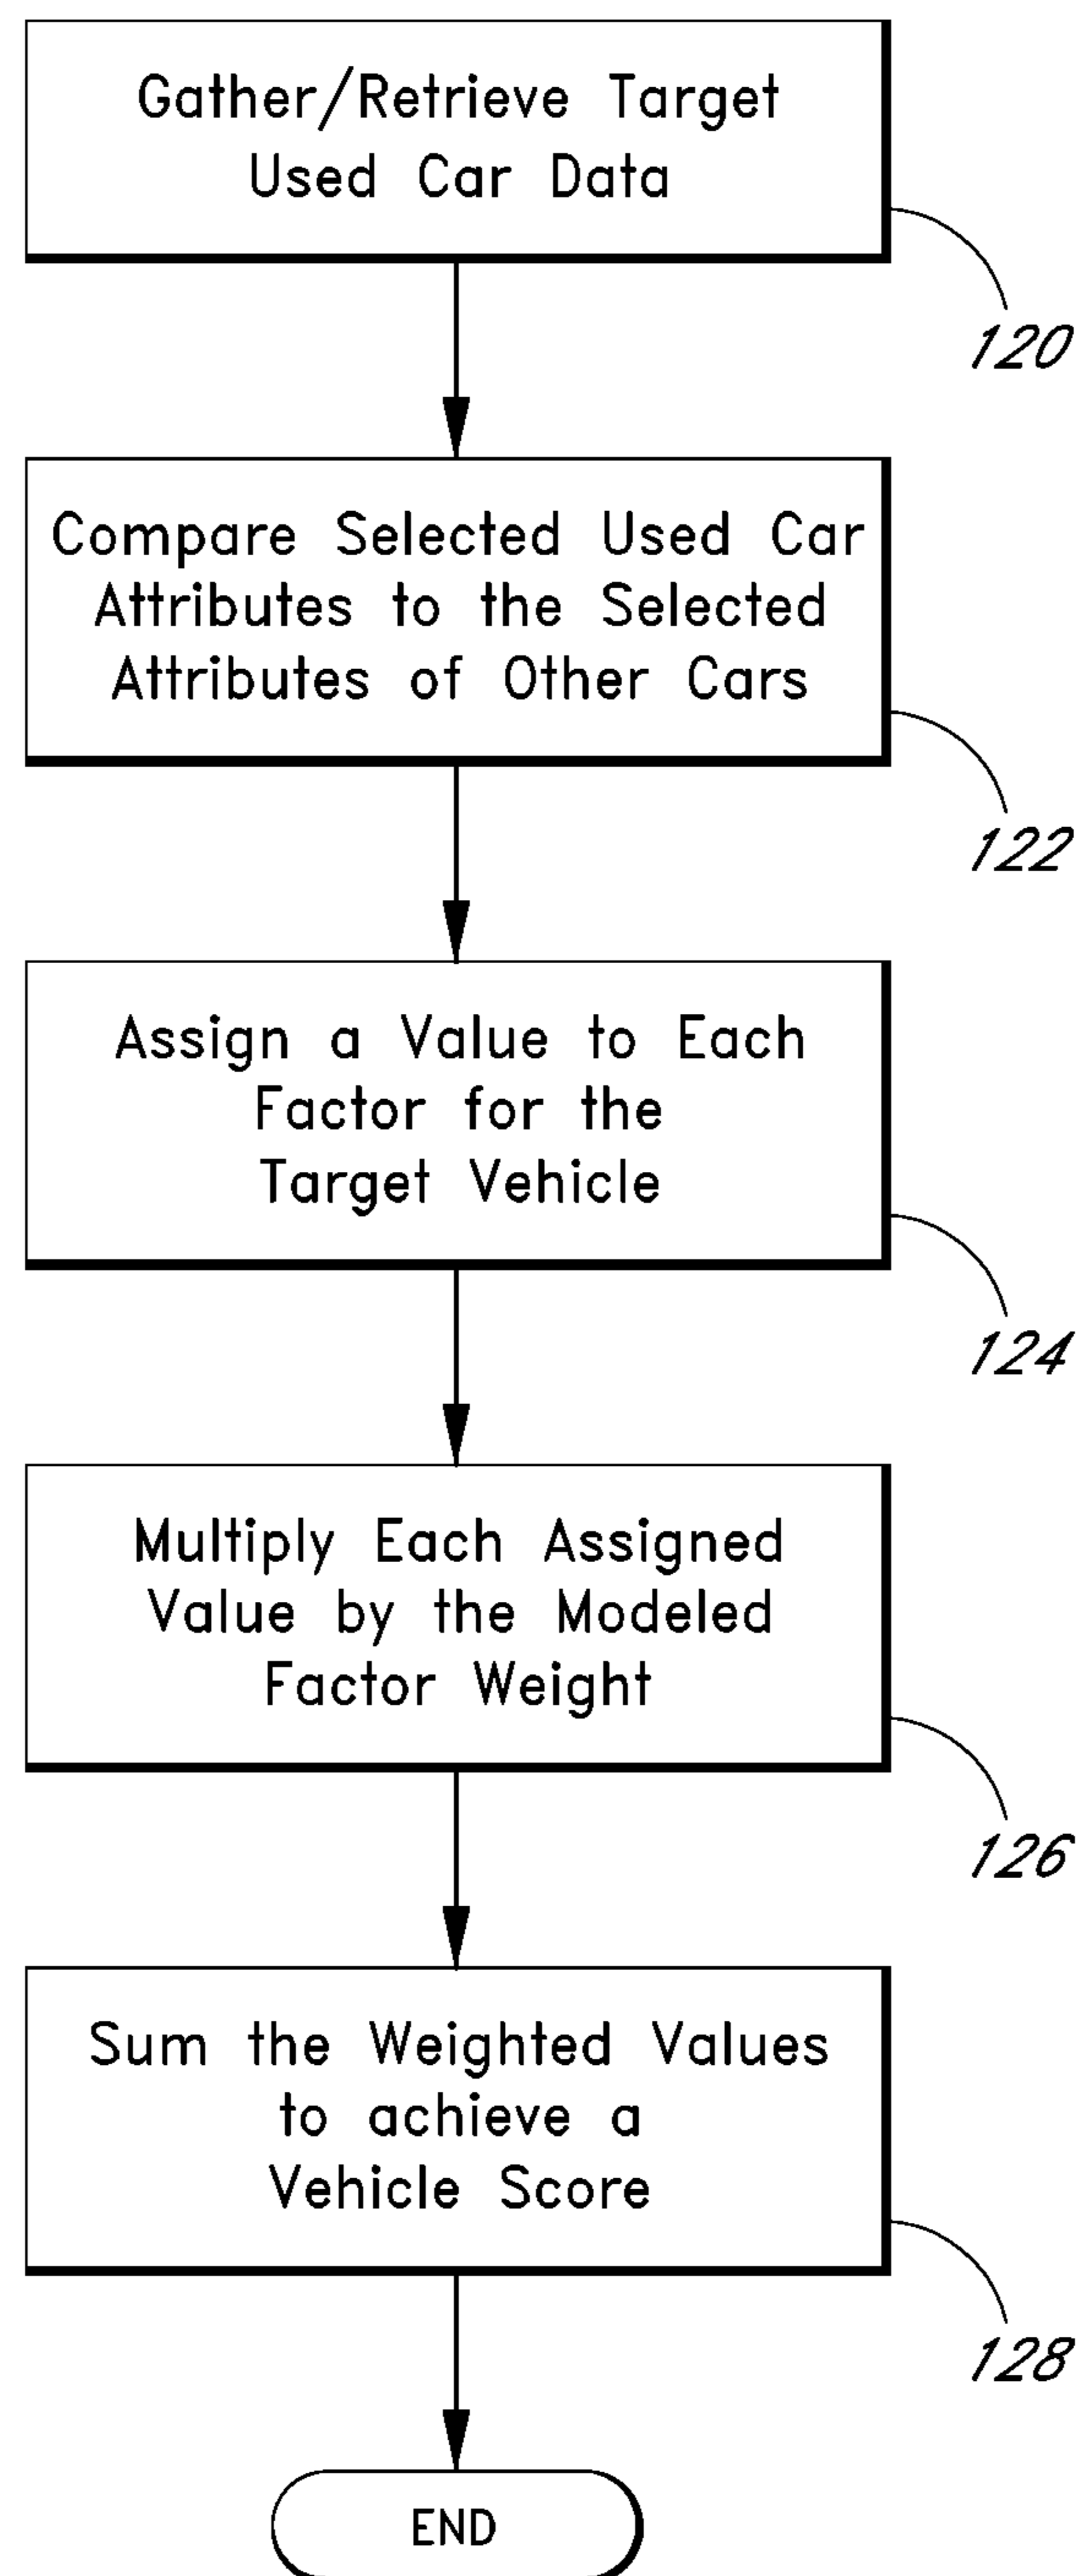 Gather/Retrieve Target
Used Car Data
120
Compare Selected Used Car
Attributes to the Selected
Attributes of Other Cars
122
Assign a Value to Each
Factor for the
Target Vehicle
124
Multiply Each Assigned
Value by the Modeled
Factor Weight
126
Sum the Weighted Values
to achieve a
Vehicle Score
128
END